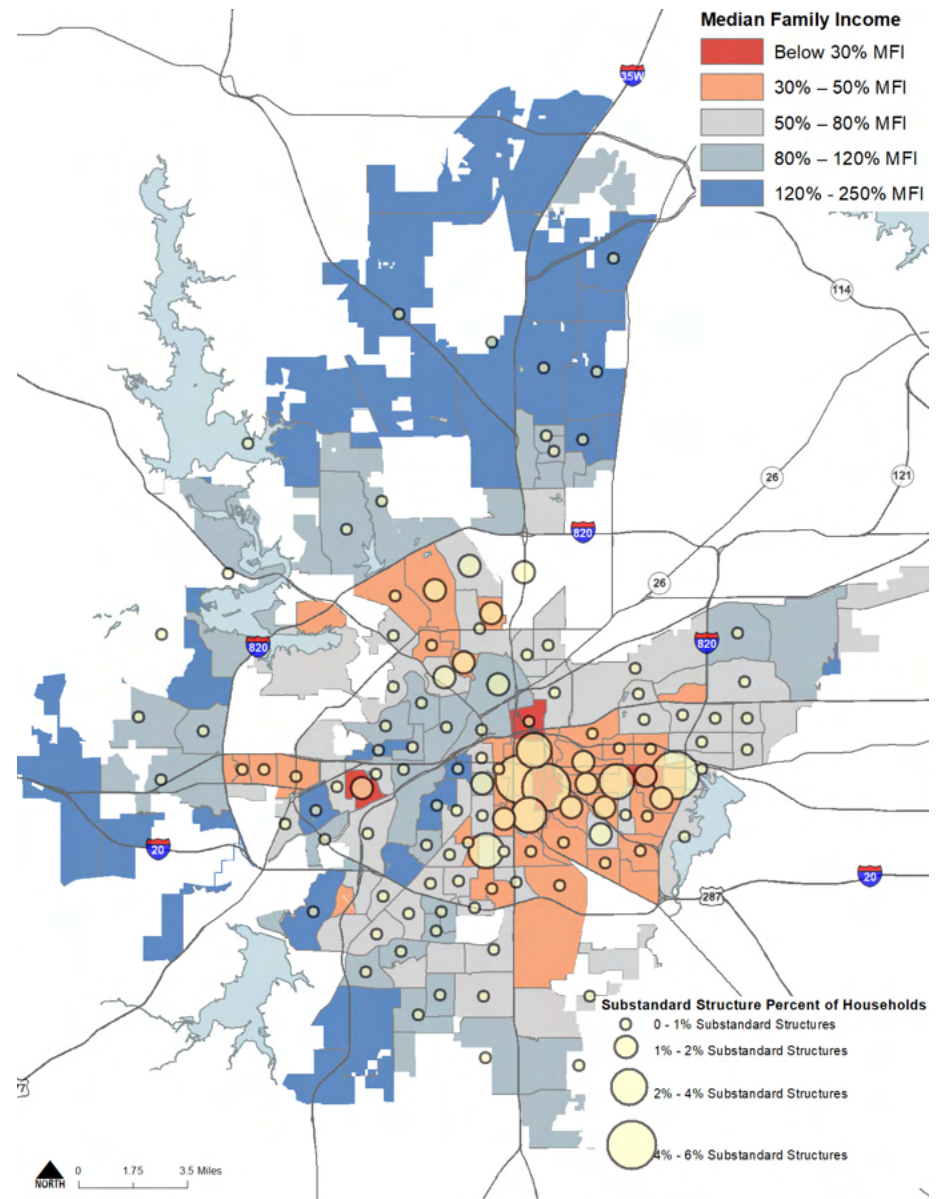 Median Family Income
Below 30% MFI
30% – 50% MFI
50% – 80% MFI
80% – 120% MFI
120% - 250% MFI
35W
114
26
121
820
26
820
820
20
20
287
Substandard Structure Percent of Households
0 - 1% Substandard Structures
1% - 2% Substandard Structures
2% - 4% Substandard Structures
4% - 6% Substandard Structures
NORTH
0 1.75 3.5 Miles